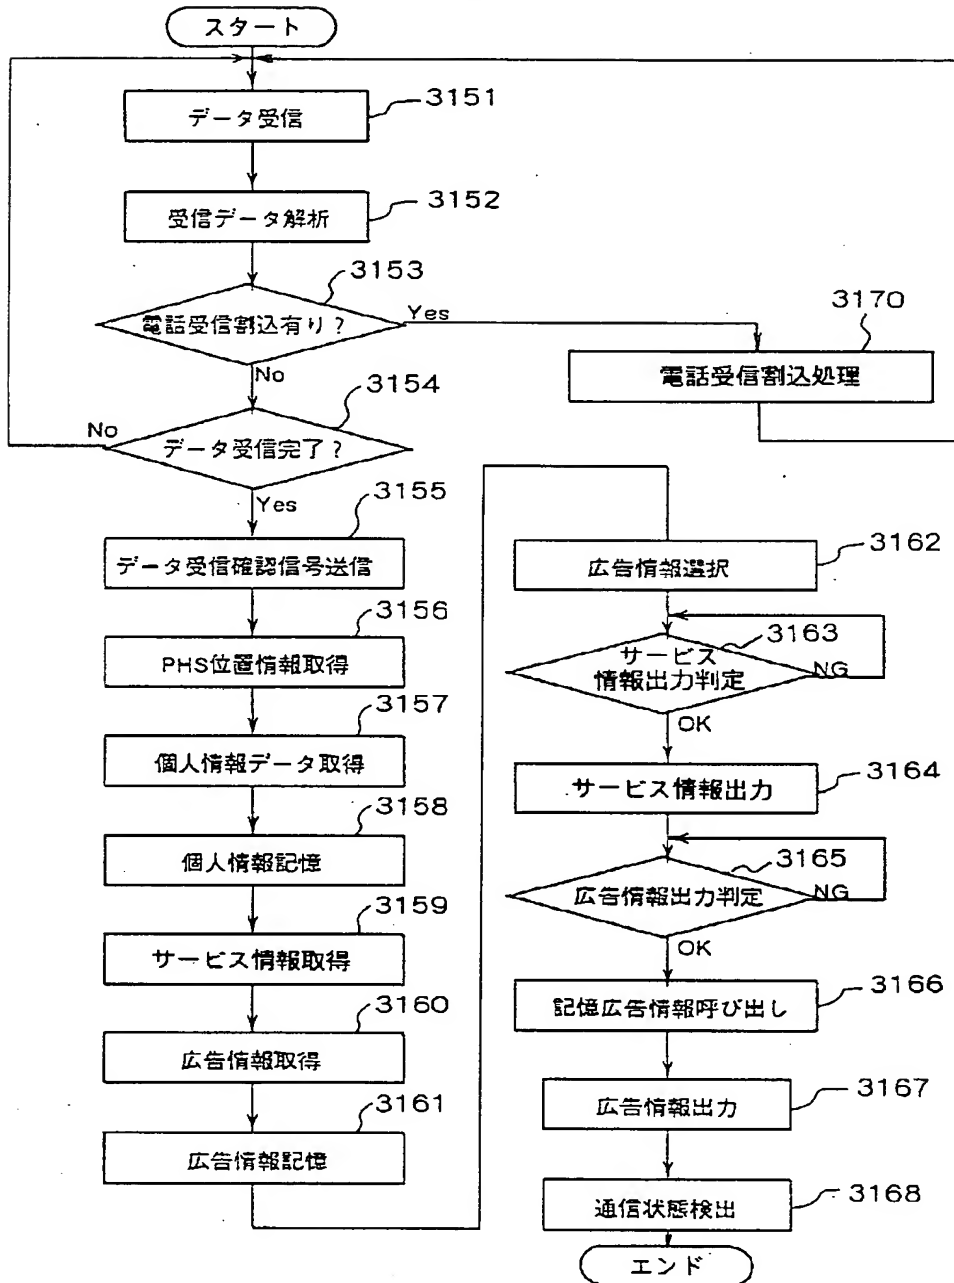 スタート
データ受信
3151
受信データ解析
3152
電話受信割込有り？
3153
Yes
No
電話受信割込処理
3170
データ受信完了？
3154
No
Yes
データ受信確認信号送信
3155
PHS位置情報取得
3156
個人情報データ取得
3157
個人情報記憶
3158
サービス情報取得
3159
広告情報取得
3160
広告情報記憶
3161
広告情報選択
3162
サービス
情報出力判定
3163
NG
OK
サービス情報出力
3164
広告情報出力判定
3165
NG
OK
記憶広告情報呼び出し
3166
広告情報出力
3167
通信状態検出
3168
エンド